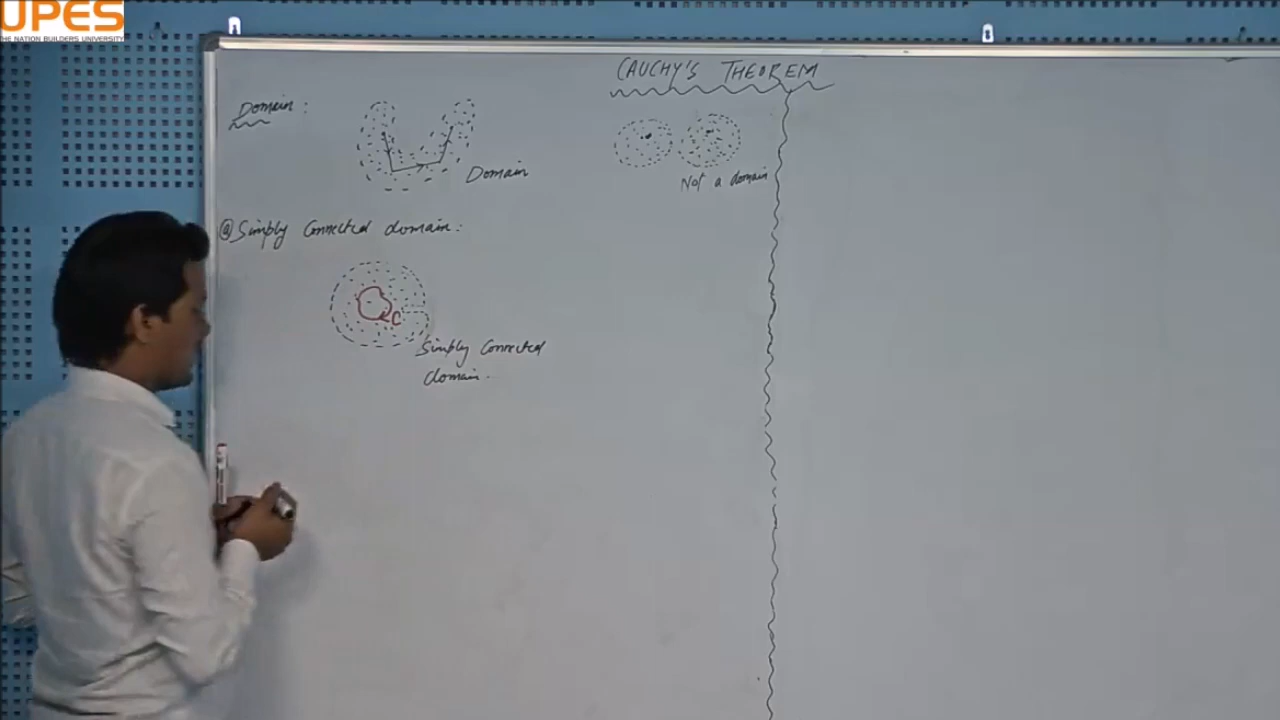 UPES
THE NATION BUILDERS UNIVERSITY
CAUCHY'S THEOREM
Domain :
Domain
Not a domain
@ Simply Connected domain :
C
Simply Connected
domain.